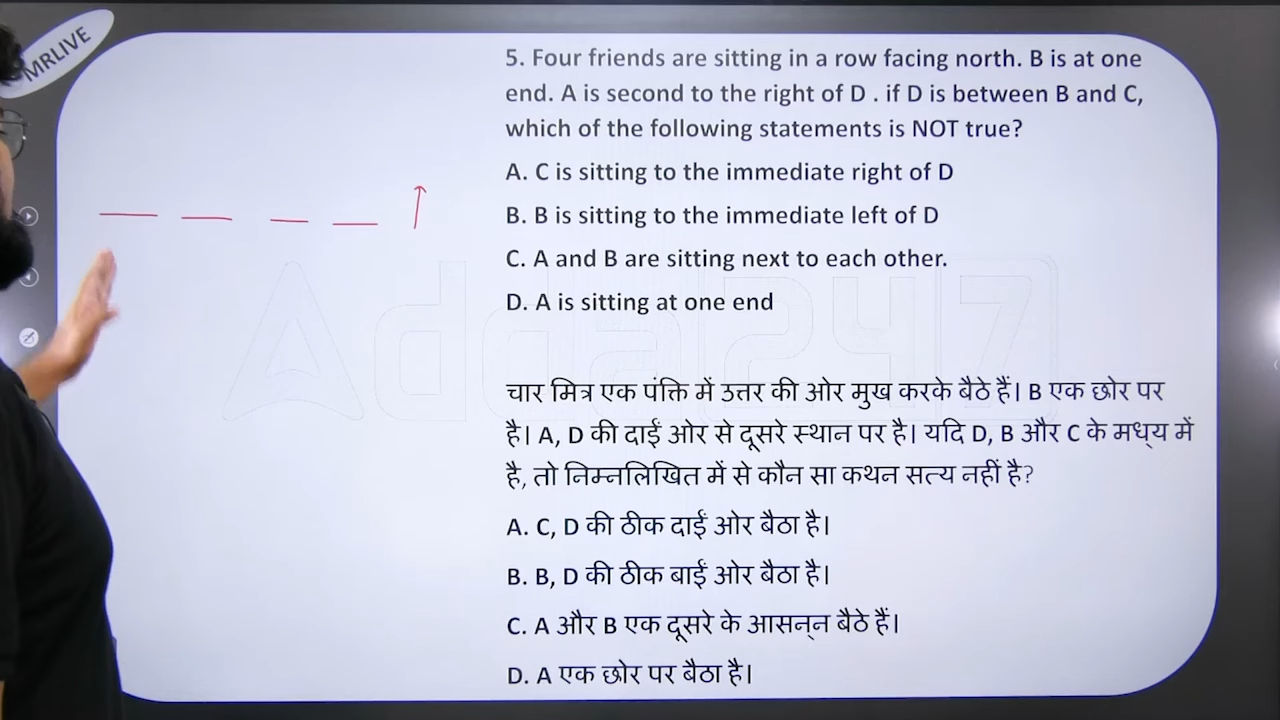 MRLIVE
5. Four friends are sitting in a row facing north. B is at one
end. A is second to the right of D . if D is between B and C,
which of the following statements is NOT true?
A. C is sitting to the immediate right of D
B. B is sitting to the immediate left of D
C. A and B are sitting next to each other.
D. A is sitting at one end
Adda247
चार मित्र एक पंक्ति में उत्तर की ओर मुख करके बैठे हैं। B एक छोर पर
है। A, D की दाईं ओर से दूसरे स्थान पर है। यदि D, B और C के मध्य में
है, तो निम्नलिखित में से कौन सा कथन सत्य नहीं है?
A. C, D की ठीक दाईं ओर बैठा है।
B. B, D की ठीक बाईं ओर बैठा है।
C. A और B एक दूसरे के आसन्न बैठे हैं।
D. A एक छोर पर बैठा है।